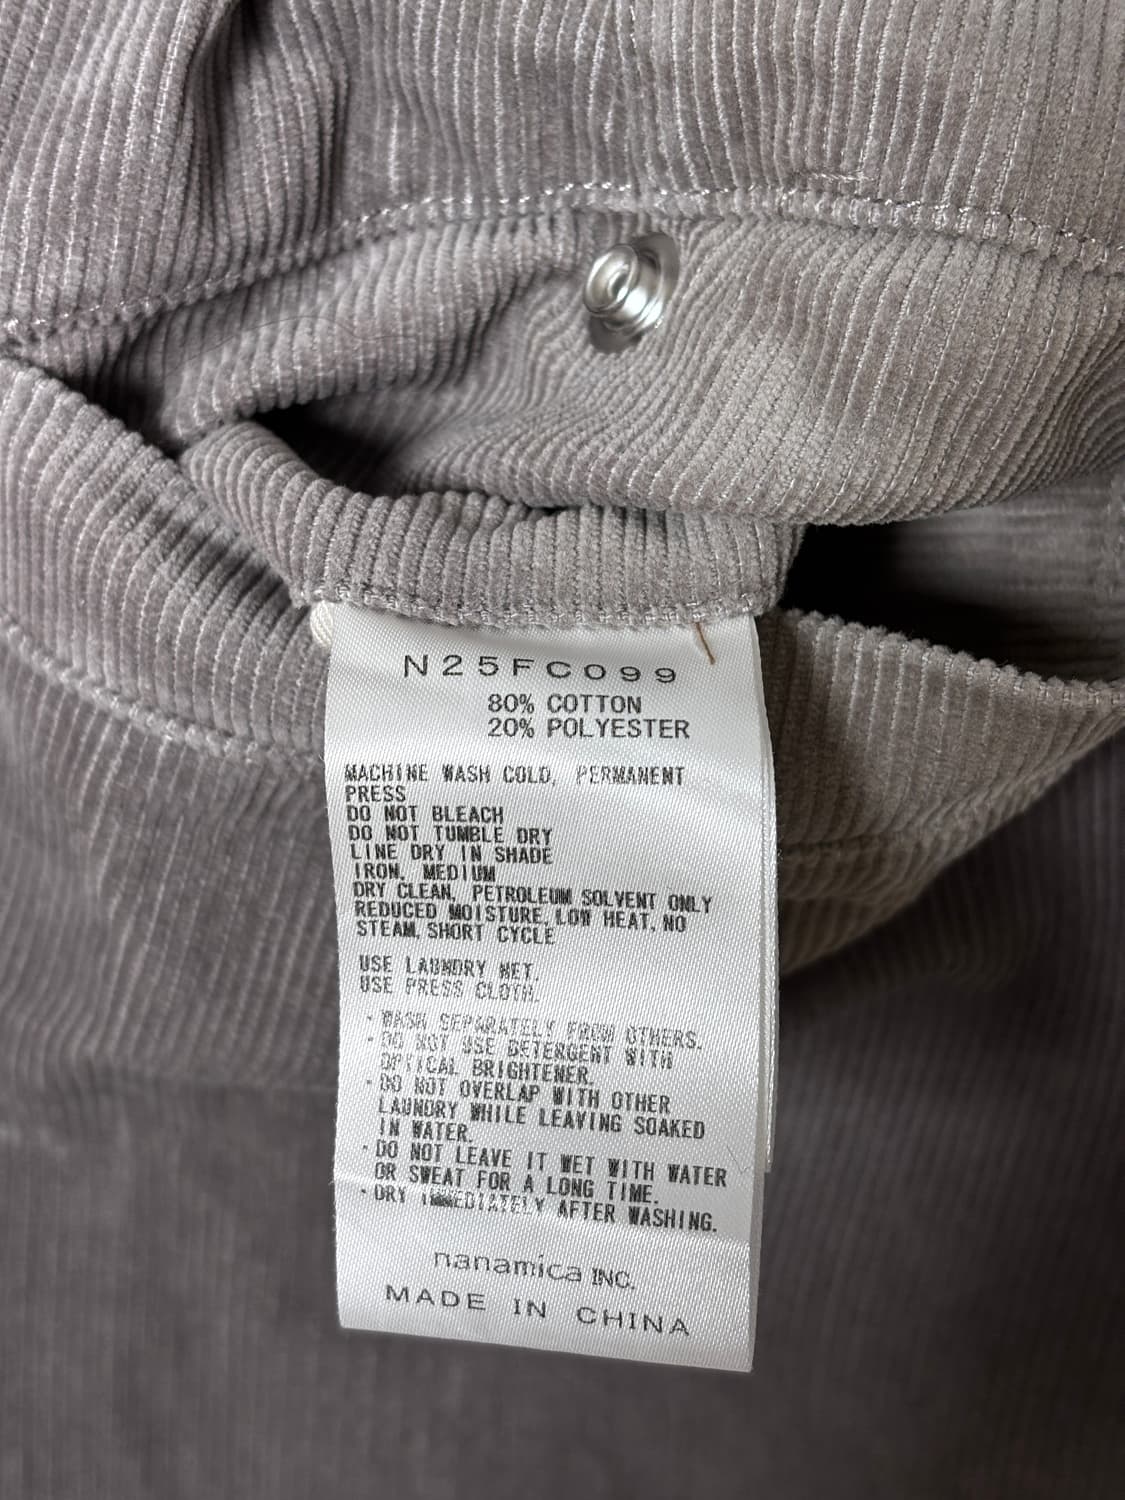 N25FC099
80% COTTON
20% POLYESTER
MACHINE WASH COLD, PERMANENT
PRESS
DO NOT BLEACH
DO NOT TUMBLE DRY
LINE DRY IN SHADE
IRON, MEDIUM
DRY CLEAN, PETROLEUM SOLVENT ONLY
REDUCED MOISTURE, LOW HEAT, NO
STEAM, SHORT CYCLE
USE LAUNDRY NET.
USE PRESS CLOTH.
・WASH SEPARATELY FROM OTHERS.
・DO NOT USE DETERGENT WITH
OPTICAL BRIGHTENER.
・DO NOT OVERLAP WITH OTHER
LAUNDRY WHILE LEAVING SOAKED
IN WATER.
・DO NOT LEAVE IT WET WITH WATER
OR SWEAT FOR A LONG TIME.
・DRY IMMEDIATELY AFTER WASHING.
nanamica INC.
MADE IN CHINA